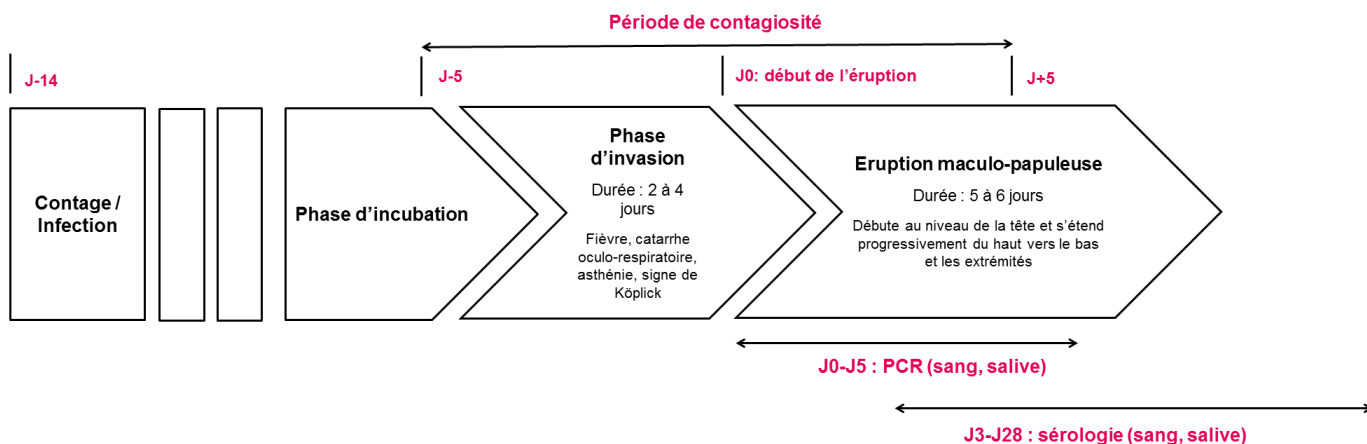 Période de contagiosité
J-14
J-5
J0: début de l'éruption
J+5
Contage /
Infection
Phase d'incubation
Phase
d'invasion
Durée : 2 à 4
jours
Fièvre, catarrhe
oculo-respiratoire,
asthénie, signe de
Köplick
Eruption maculo-papuleuse
Durée : 5 à 6 jours
Débute au niveau de la tête et s'étend
progressivement du haut vers le bas
et les extrémités
J0-J5 : PCR (sang, salive)
J3-J28 : sérologie (sang, salive)